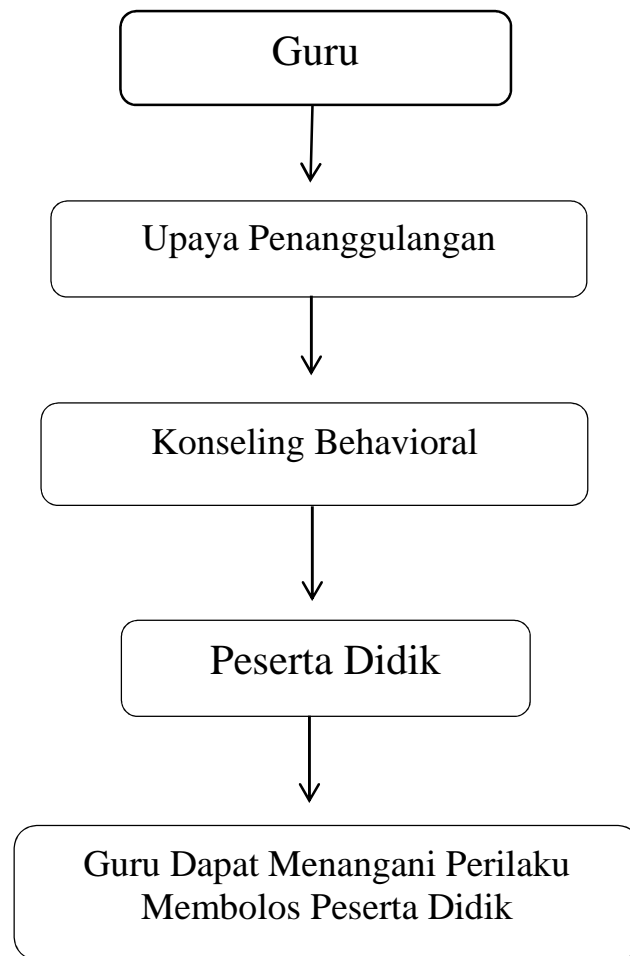 Guru
Upaya Penanggulangan
Konseling Behavioral
Peserta Didik
Guru Dapat Menangani Perilaku
Membolos Peserta Didik